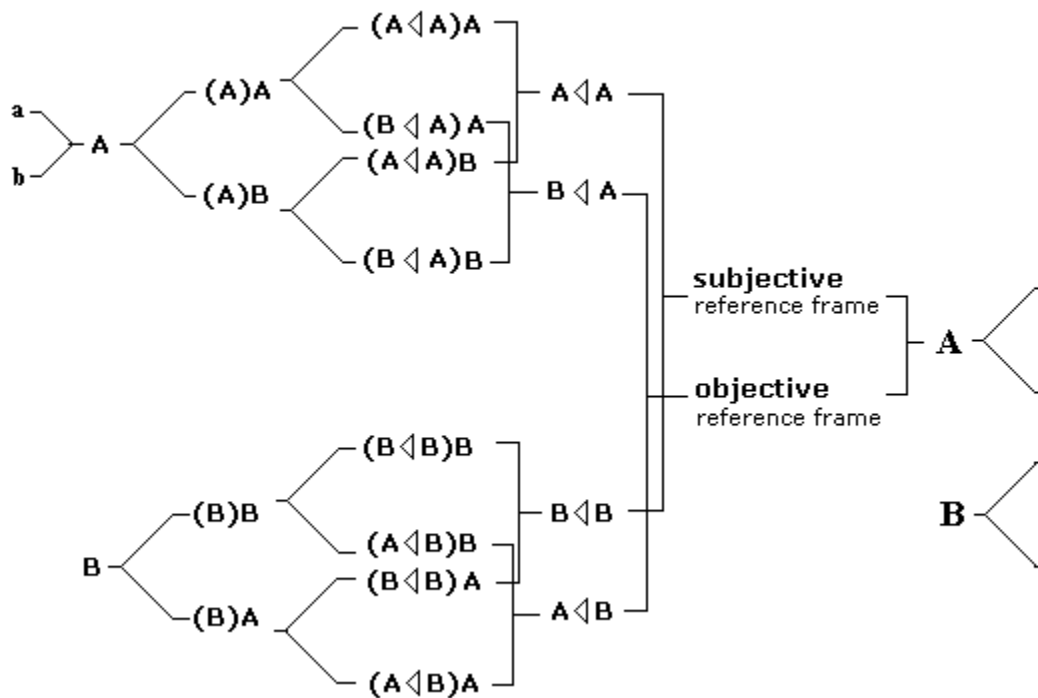 (A◁A)A
(A)A
A◁A
a
(B◁A)A
A
(A◁A)B
b
(A)B
B◁A
(B◁A)B
subjective
reference frame
A
objective
reference frame
(B◁B)B
(B)B
B◁B
B
(A◁B)B
B
(B◁B)A
(B)A
A◁B
(A◁B)A